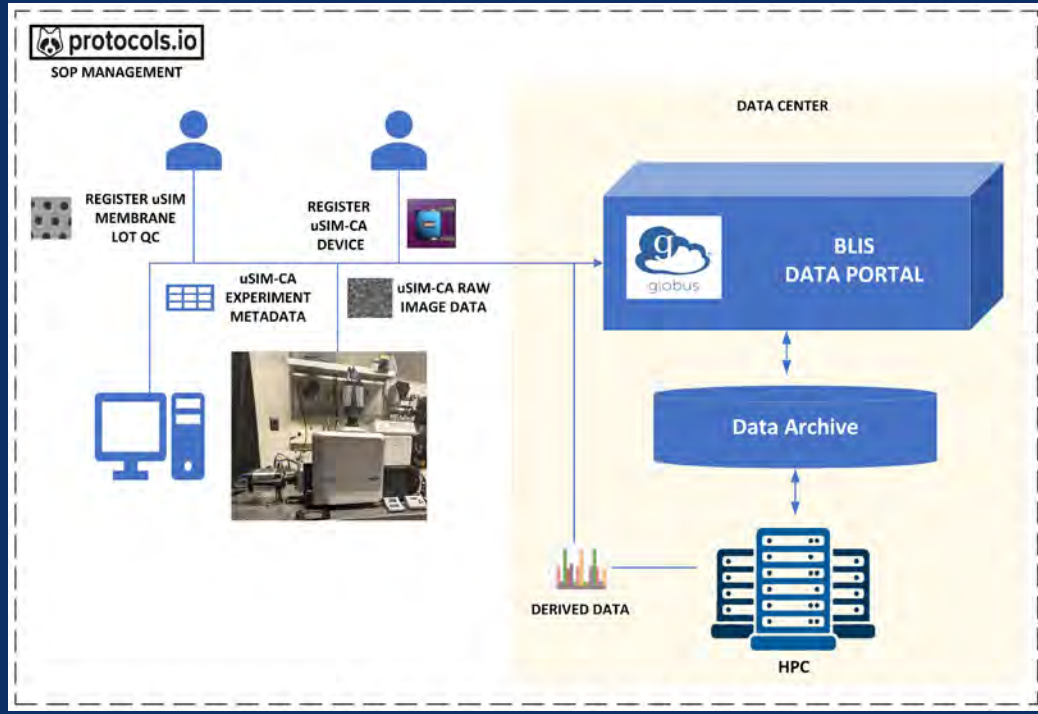 protocols.io
SOP MANAGEMENT
DATA CENTER
REGISTER uSIM
MEMBRANE
LOT QC
REGISTER
uSIM-CA
DEVICE
g
globus
BLIS
DATA PORTAL
uSIM-CA
EXPERIMENT
METADATA
uSIM-CA RAW
IMAGE DATA
Data Archive
DERIVED DATA
HPC